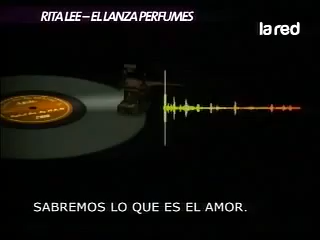 RITA LEE – EL LANZA PERFUMES
la red
SABREMOS LO QUE ES EL AMOR.